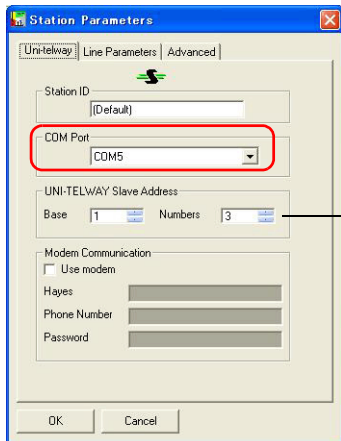 Station Parameters
Uni-telway Line Parameters Advanced
Station ID
(Default)
COM Port
COM5
UNI-TELWAY Slave Address
Base 1 Numbers 3
Modem Communication
Use modem
Hayes
Phone Number
Password
OK Cancel